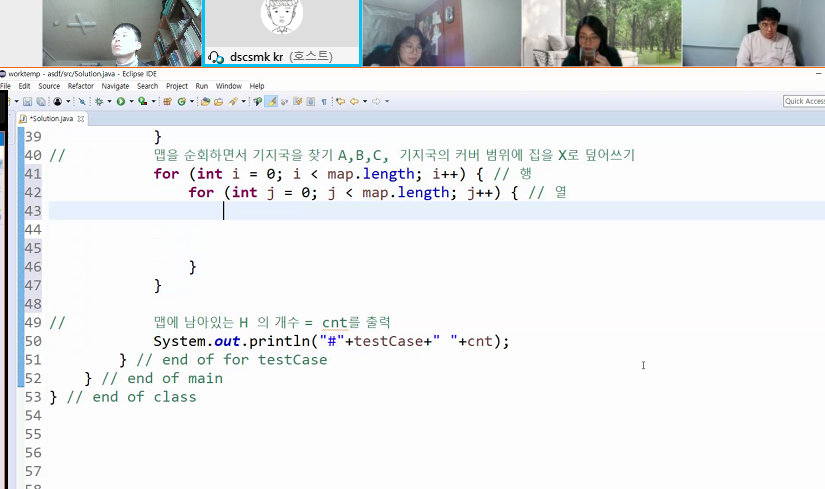 dscsmk kr (호스트)
worktemp - asdf/src/Solution.java - Eclipse IDE
File Edit Source Refactor Navigate Search Project Run Window Help
Quick Access
*Solution.java
39 }
40 // 맵을 순회하면서 기지국을 찾기 A,B,C, 기지국의 커버 범위에 집을 X로 덮어쓰기
41 for (int i = 0; i < map.length; i++) { // 행
42 for (int j = 0; j < map.length; j++) { // 열
43
44
45
46 }
47 }
48
49 // 맵에 남아있는 H 의 개수 = cnt를 출력
50 System.out.println("#"+testCase+" "+cnt);
51 } // end of for testCase
52 } // end of main
53 } // end of class
54
55
56
57
58